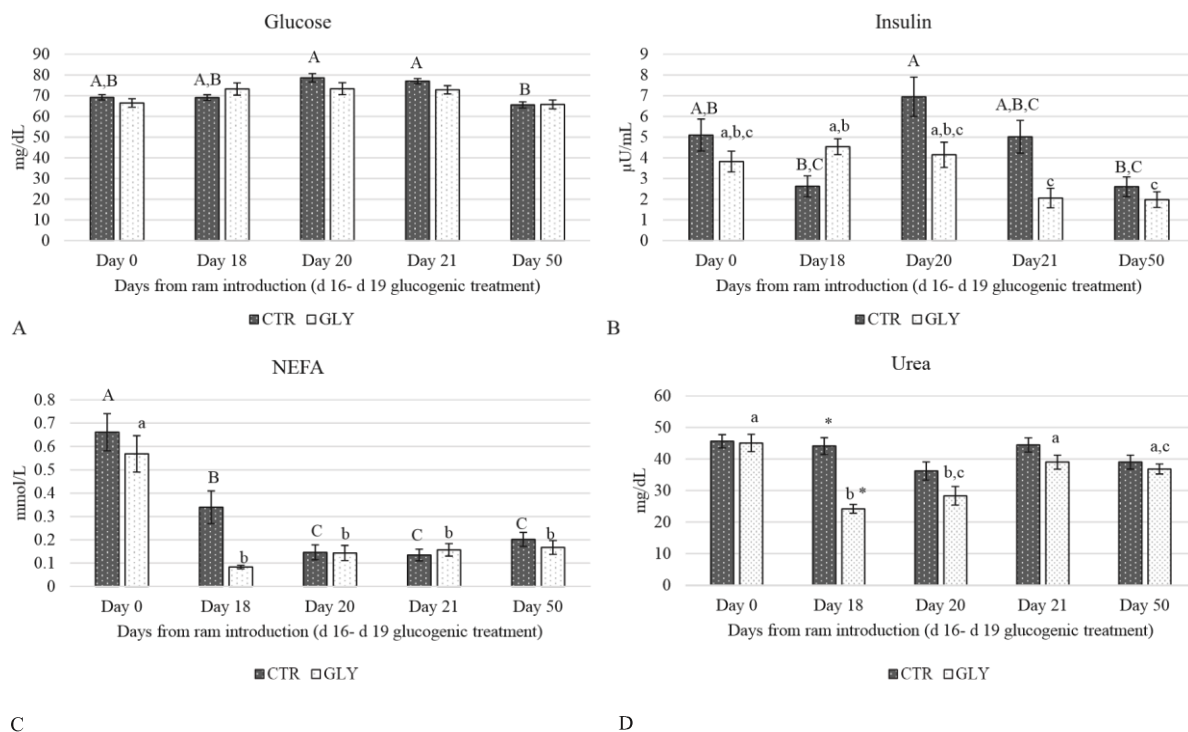 Glucose
90
80
70
60
50
40
30
20
10
0
mg/dL
A,B
A,B
A
A
B
Day 0 Day 18 Day 20 Day 21 Day 50
Days from ram introduction (d 16- d 19 glucogenic treatment)
CTR GLY
A
Insulin
9
8
7
6
5
4
3
2
1
0
µU/mL
A,B
a,b,c
B,C
a,b
A
a,b,c
A,B,C
c
B,C
c
Day 0 Day18 Day20 Day21 Day50
Days from ram introduction (d 16- d 19 glucogenic treatment)
CTR GLY
B
NEFA
0.8
0.7
0.6
0.5
0.4
0.3
0.2
0.1
0
mmol/L
A
a
B
b
C
b
C
b
C
b
Day 0 Day 18 Day 20 Day 21 Day 50
Days from ram introduction (d 16- d 19 glucogenic treatment)
CTR GLY
C
Urea
60
50
40
30
20
10
0
mg/dL
a
*
b *
b,c
a
a,c
Day 0 Day 18 Day 20 Day 21 Day 50
Days from ram introduction (d 16- d 19 glucogenic treatment)
CTR GLY
D